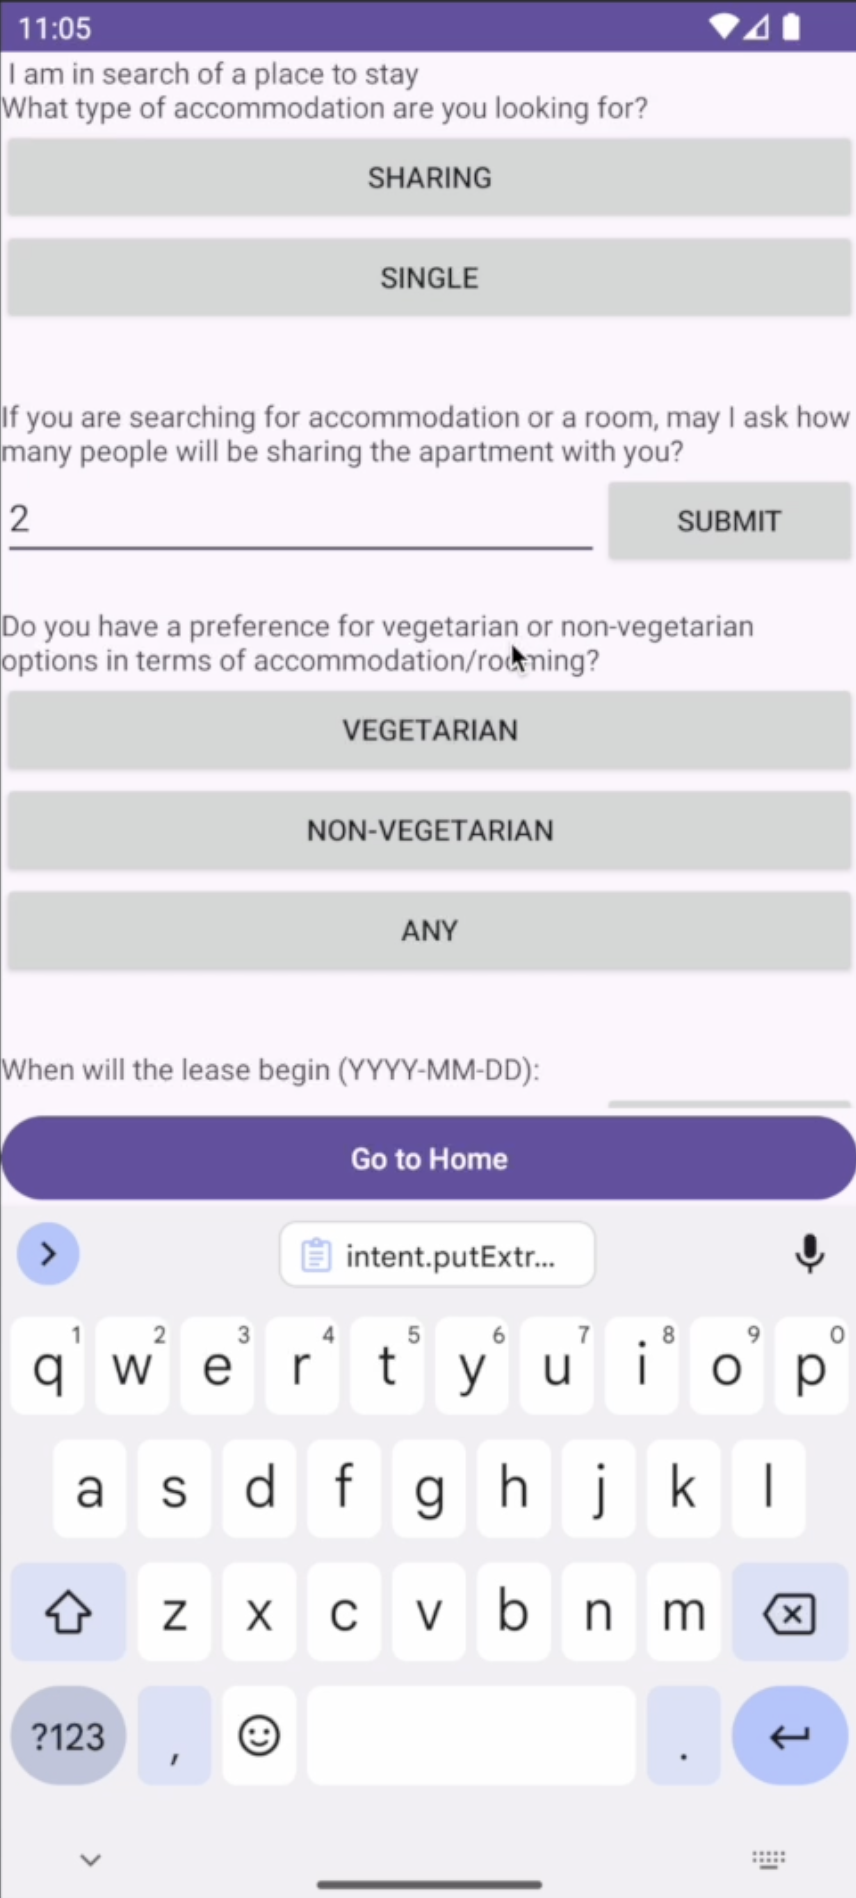 11:05
I am in search of a place to stay
What type of accommodation are you looking for?
SHARING
SINGLE
If you are searching for accommodation or a room, may I ask how
many people will be sharing the apartment with you?
2
SUBMIT
Do you have a preference for vegetarian or non-vegetarian
options in terms of accommodation/rooming?
VEGETARIAN
NON-VEGETARIAN
ANY
When will the lease begin (YYYY-MM-DD):
Go to Home
intent.putExtr...
1 2 3 4 5 6 7 8 9 0
q w e r t y u i o p
a s d f g h j k l
z x c v b n m
?123 , .